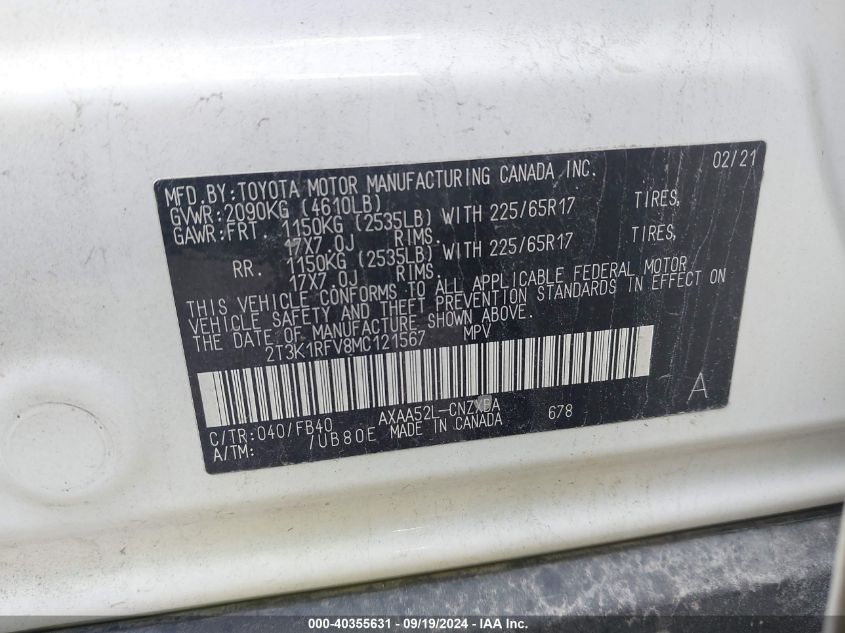 MFD. BY: TOYOTA MOTOR MANUFACTURING CANADA INC. 02/21
GVWR: 2090KG (4610LB)
GAWR: FRT. 1150KG (2535LB) WITH 225/65R17 TIRES,
17X7.0J RIMS.
RR. 1150KG (2535LB) WITH 225/65R17 TIRES,
17X7.0J RIMS.
THIS VEHICLE CONFORMS TO ALL APPLICABLE FEDERAL MOTOR
VEHICLE SAFETY AND THEFT PREVENTION STANDARDS IN EFFECT ON
THE DATE OF MANUFACTURE SHOWN ABOVE.
2T3K1RFV8MC121567 MPV
A
C/TR: 040/FB40 AXAA52L-CNZXBA 678
A/TM: /UB80E MADE IN CANADA
000-40355631 - 09/19/2024 - IAA Inc.